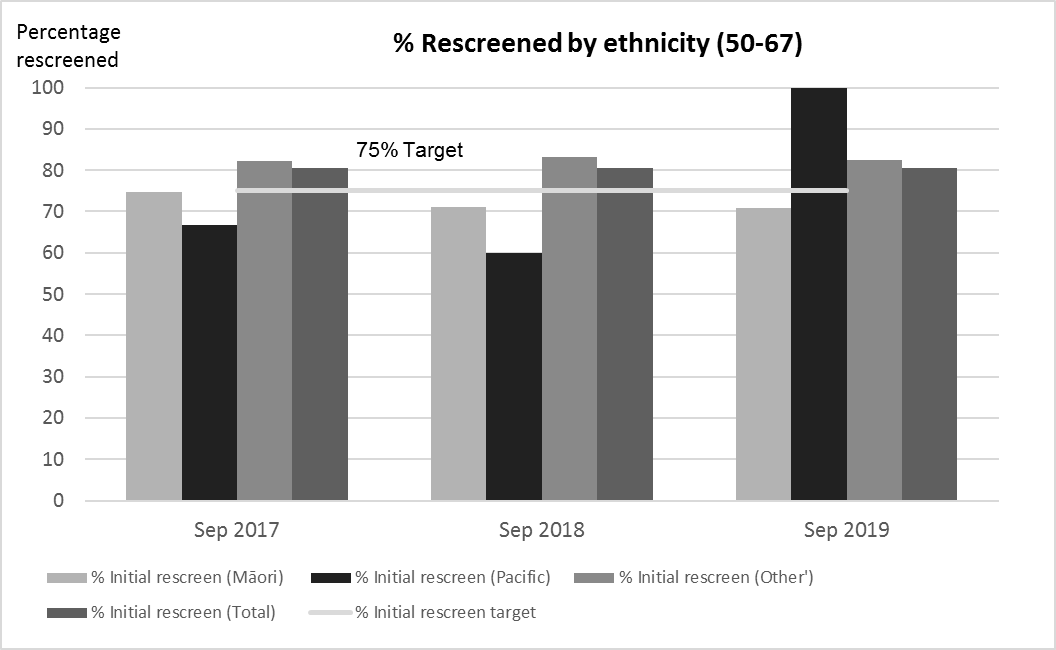 Percentage
rescreened
% Rescreened by ethnicity (50-67)
100
90
80
70
60
50
40
30
20
10
0
75% Target
Sep 2017
Sep 2018
Sep 2019
% Initial rescreen (Māori)
% Initial rescreen (Pacific)
% Initial rescreen (Other')
% Initial rescreen (Total)
% Initial rescreen target